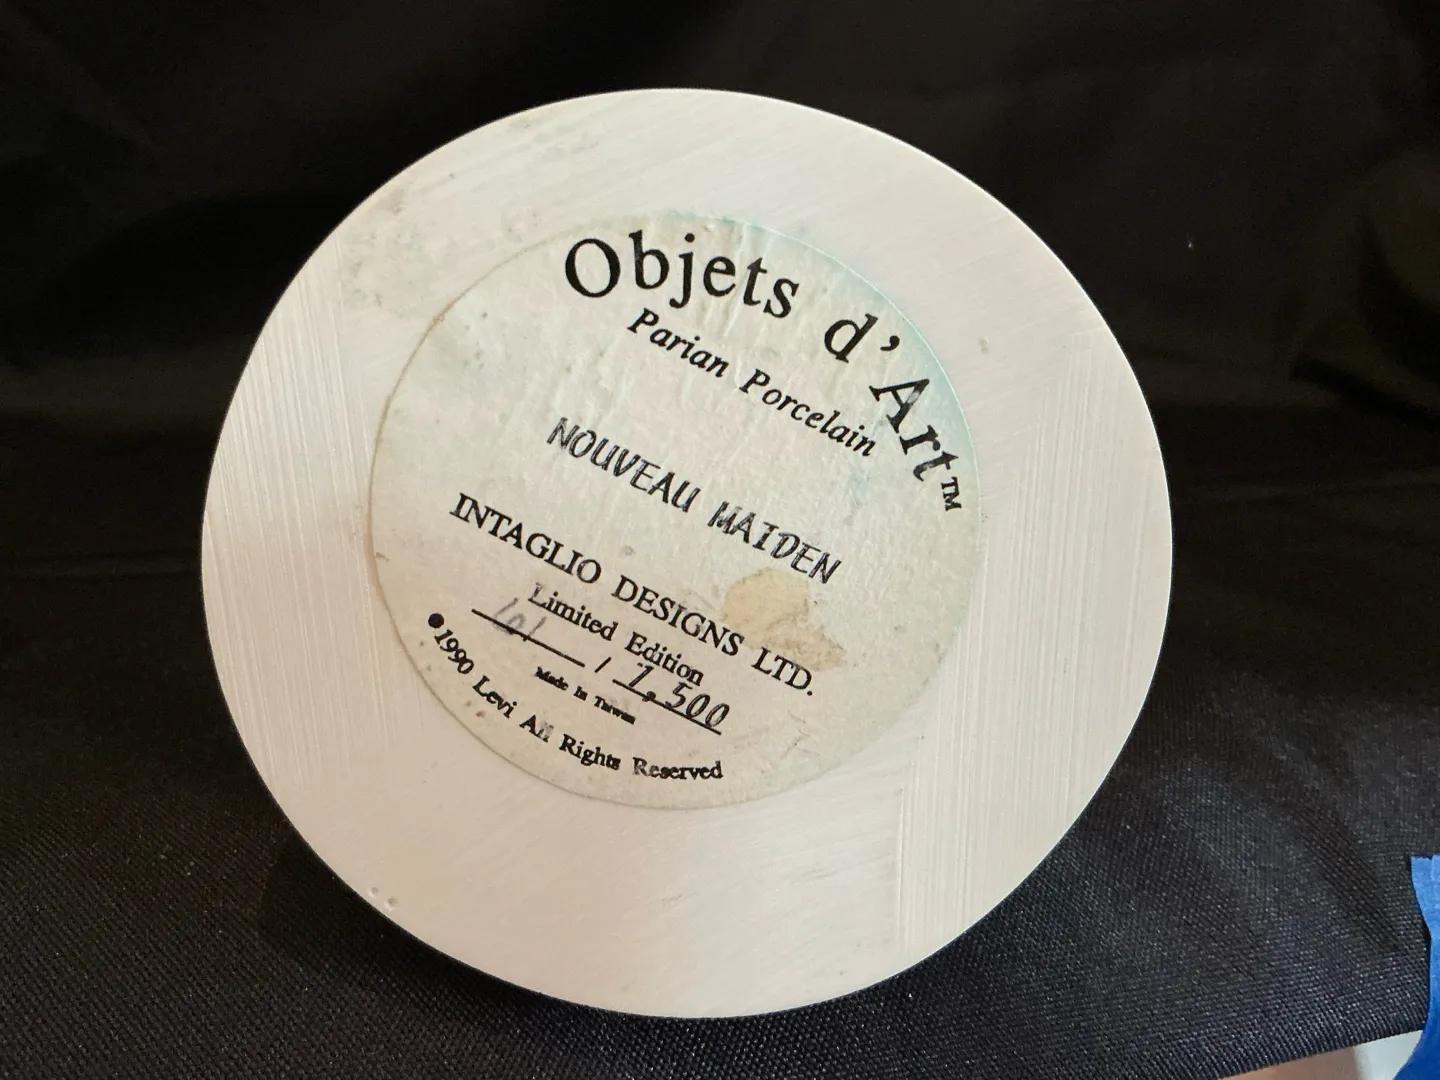 Objets d'Art™
Parian Porcelain
NOUVEAU MAIDEN
INTAGLIO DESIGNS LTD.
Limited Edition
101 / 7,500
Made In Taiwan
●1990 Levi All Rights Reserved